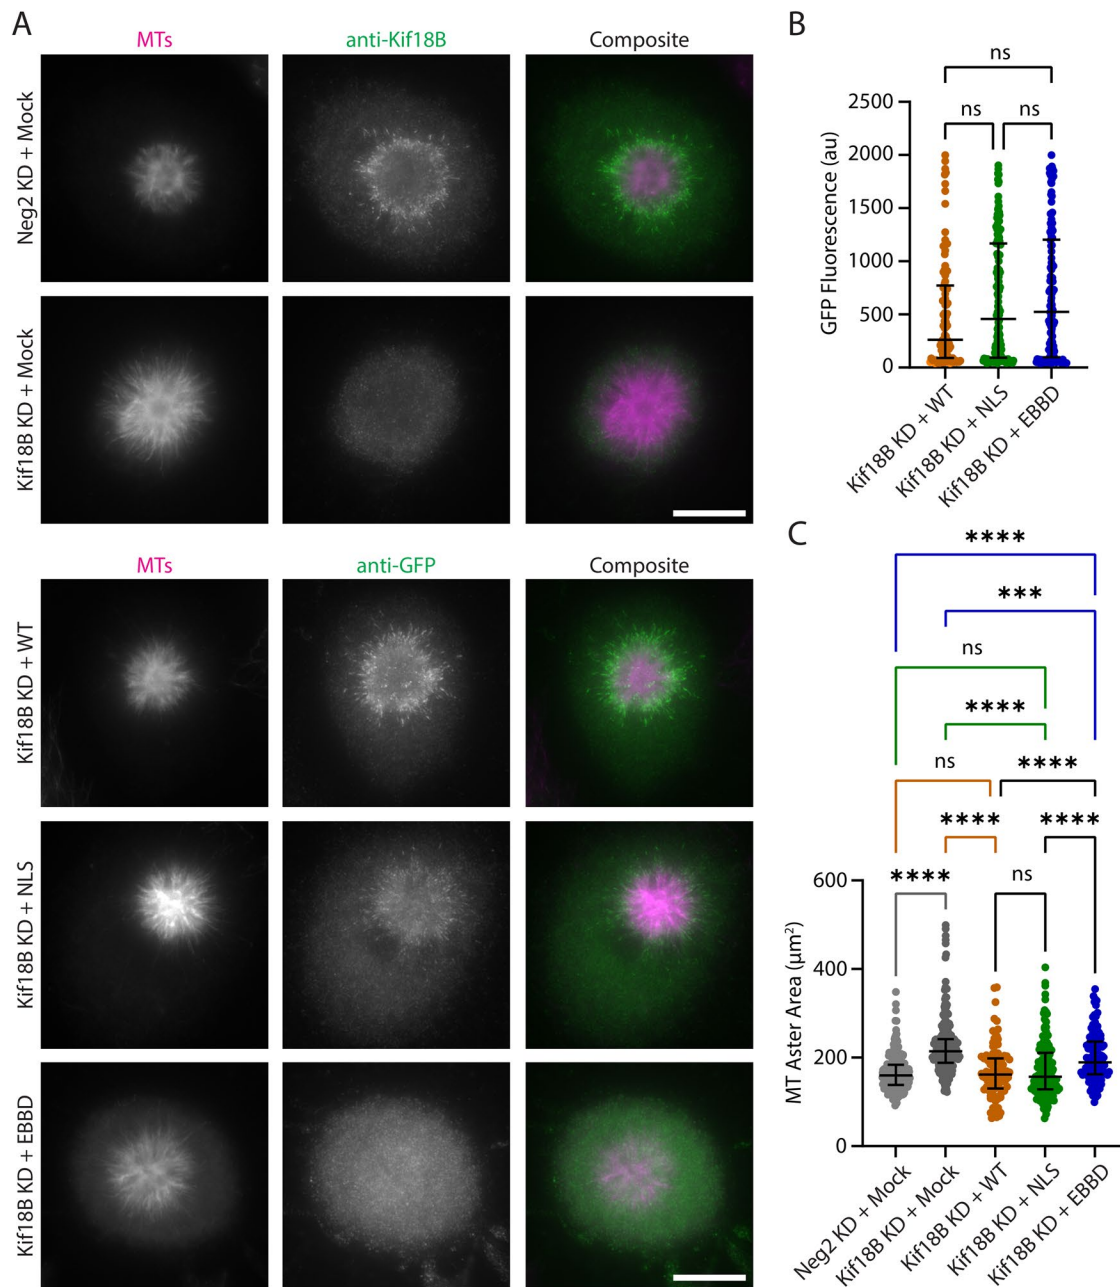 A
MTs anti-Kif18B Composite
Neg2 KD + Mock
Kif18B KD + Mock
MTs anti-GFP Composite
Kif18B KD + WT
Kif18B KD + NLS
Kif18B KD + EBBD
B
ns
ns ns
2500
2000
1500
1000
500
0
GFP Fluorescence (au)
Kif18B KD + WT
Kif18B KD + NLS
Kif18B KD + EBBD
C
****
***
ns
****
ns ****
**** ****
**** ns
600
400
200
0
MT Aster Area (µm²)
Neg2 KD + Mock
Kif18B KD + Mock
Kif18B KD + WT
Kif18B KD + NLS
Kif18B KD + EBBD